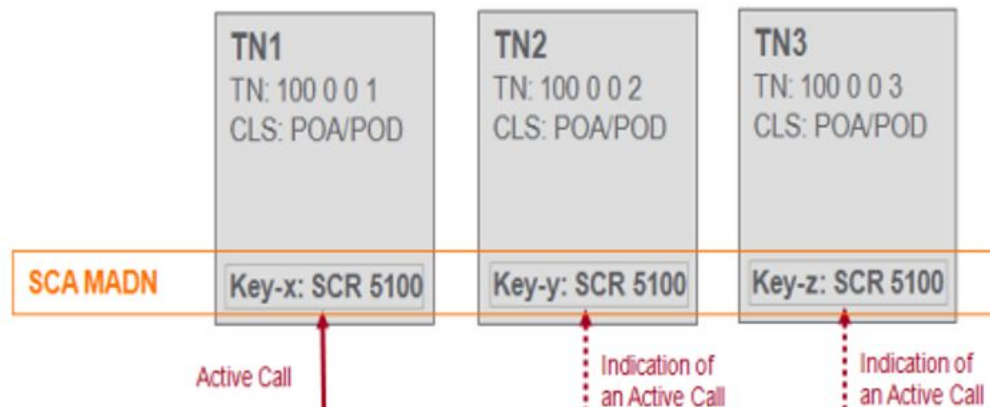 TN1
TN: 100 0 0 1
CLS: POA/POD
TN2
TN: 100 0 0 2
CLS: POA/POD
TN3
TN: 100 0 0 3
CLS: POA/POD
SCA MADN
Key-x: SCR 5100
Key-y: SCR 5100
Key-z: SCR 5100
Active Call
Indication of
an Active Call
Indication of
an Active Call